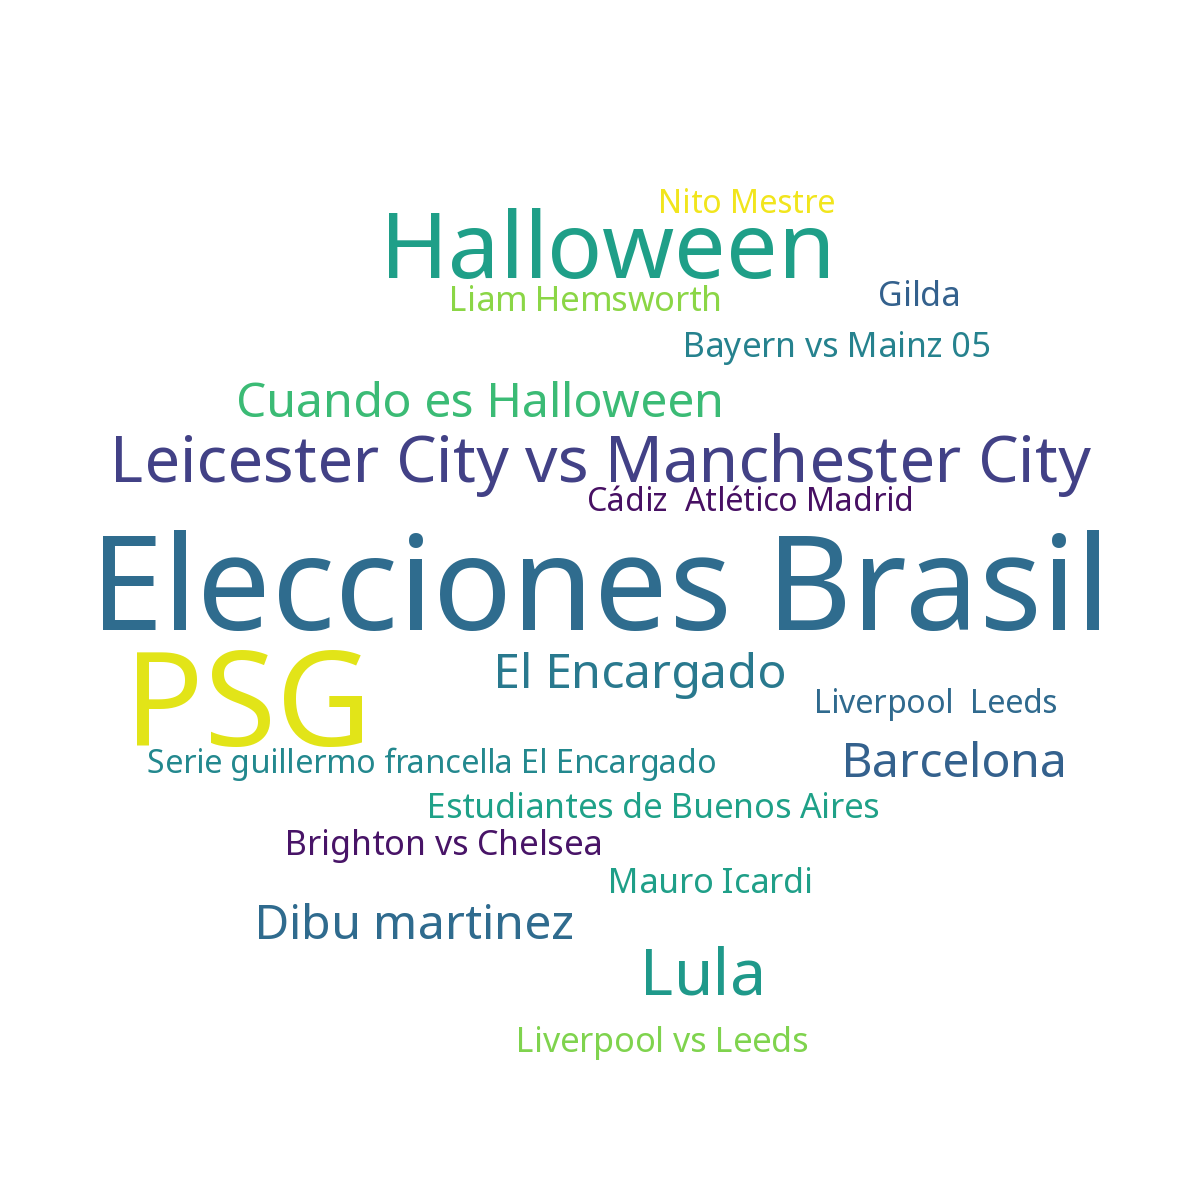 Nito Mestre
Halloween
Liam Hemsworth
Gilda
Bayern vs Mainz 05
Cuando es Halloween
Leicester City vs Manchester City
Cádiz  Atlético Madrid
Elecciones Brasil
PSG
El Encargado
Liverpool  Leeds
Serie guillermo francella El Encargado
Barcelona
Estudiantes de Buenos Aires
Brighton vs Chelsea
Mauro Icardi
Dibu martinez
Lula
Liverpool vs Leeds